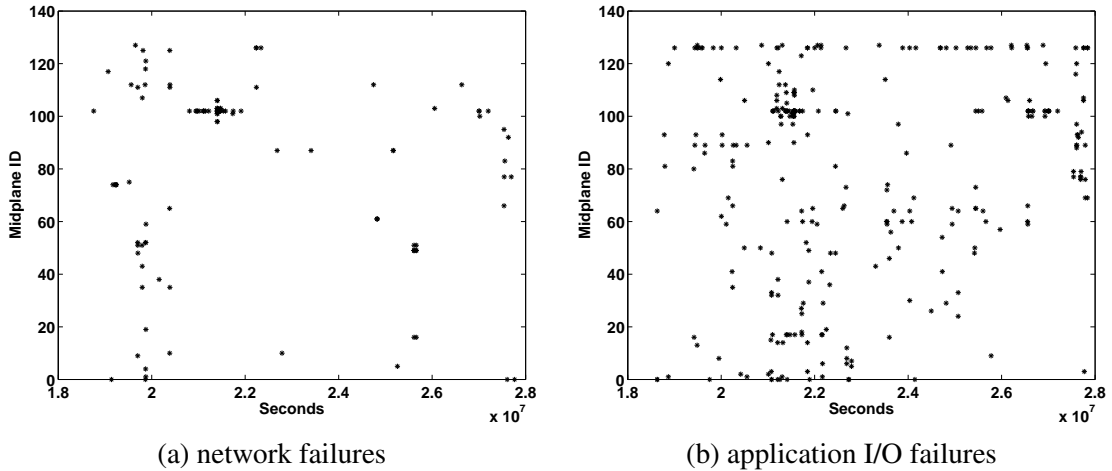 140
120
100
80
60
40
20
0
Midplane ID
1.8 2 2.2 2.4 2.6 2.8
Seconds
x 10^7
(a) network failures
140
120
100
80
60
40
20
0
Midplane ID
1.8 2 2.2 2.4 2.6 2.8
Seconds
x 10^7
(b) application I/O failures